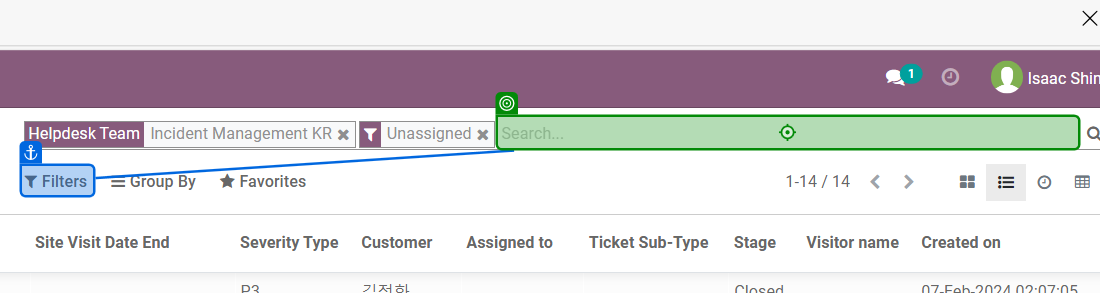 1
Isaac Shin
Helpdesk Team Incident Management KR Unassigned Search...
Filters Group By Favorites 1-14 / 14
Site Visit Date End Severity Type Customer Assigned to Ticket Sub-Type Stage Visitor name Created on
P3 Closed 07-Feb-2024 02:07:05